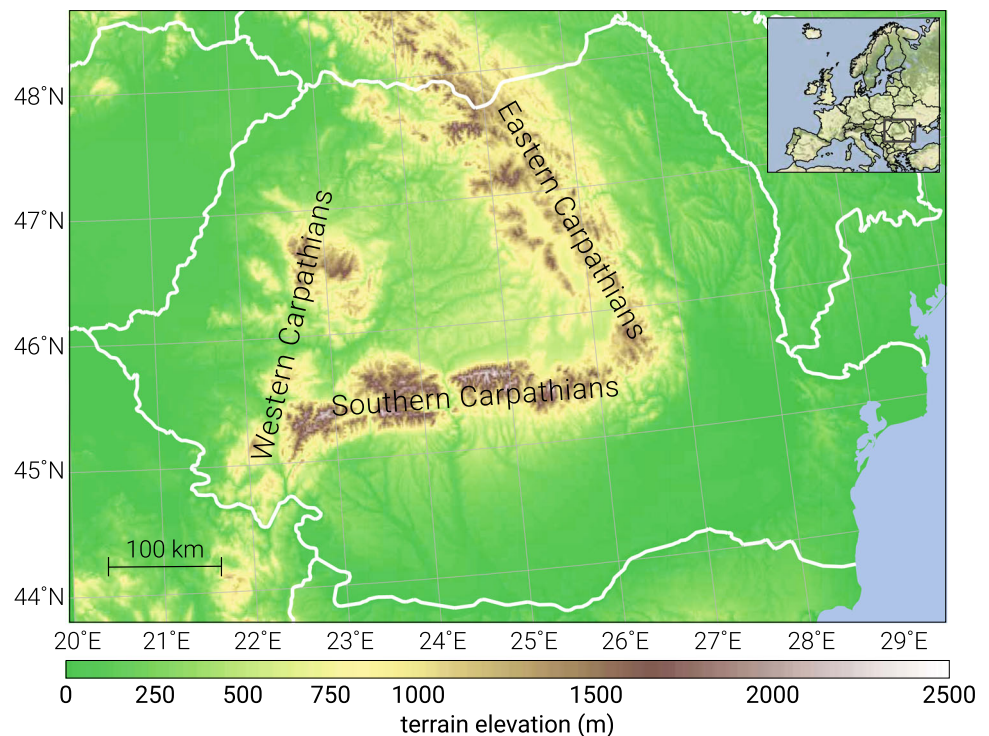 48°N
47°N
46°N
45°N
44°N
Eastern Carpathians
Western Carpathians
Southern Carpathians
100 km
20°E 21°E 22°E 23°E 24°E 25°E 26°E 27°E 28°E 29°E
0 250 500 750 1000 1500 2000 2500
terrain elevation (m)